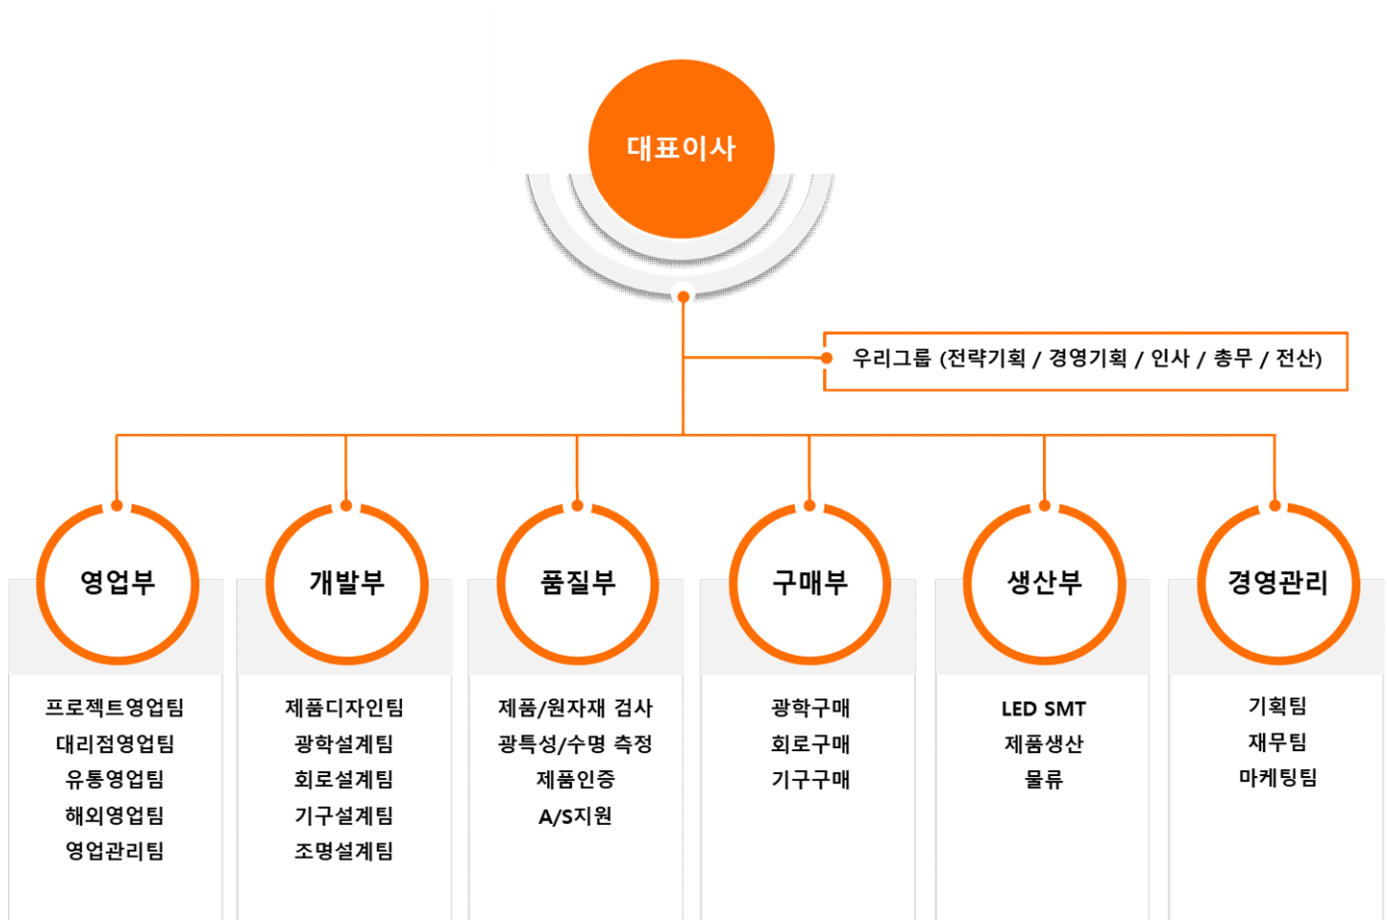 대표이사
우리그룹 (전략기획 / 경영기획 / 인사 / 총무 / 전산)
영업부
프로젝트영업팀
대리점영업팀
유통영업팀
해외영업팀
영업관리팀
개발부
제품디자인팀
광학설계팀
회로설계팀
기구설계팀
조명설계팀
품질부
제품/원자재 검사
광특성/수명 측정
제품인증
A/S지원
구매부
광학구매
회로구매
기구구매
생산부
LED SMT
제품생산
물류
경영관리
기획팀
재무팀
마케팅팀